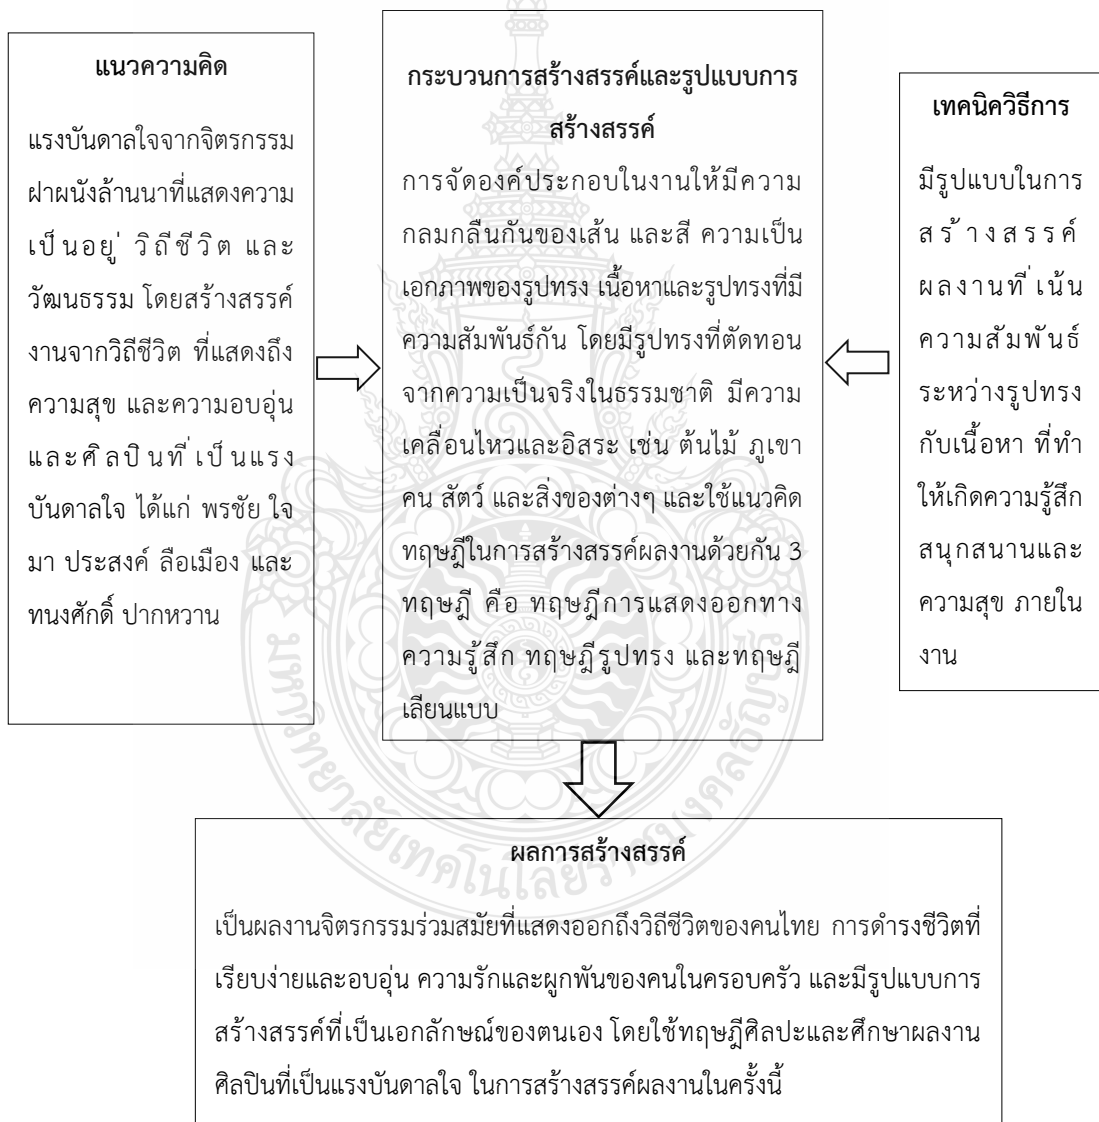 แนวความคิด
แรงบันดาลใจจากจิตรกรรม
ฝาผนังล้านนาที่แสดงความ
เป็นอยู่ วิถีชีวิต และ
วัฒนธรรม โดยสร้างสรรค์
งานจากวิถีชีวิต ที่แสดงถึง
ความสุข และความอบอุ่น
และศิลปินที่เป็นแรง
บันดาลใจ ได้แก่ พรชัย ใจ
มา ประสงค์ ลือเมือง และ
ทนงศักดิ์ ปากหวาน
กระบวนการสร้างสรรค์และรูปแบบการ
สร้างสรรค์
การจัดองค์ประกอบในงานให้มีความ
กลมกลืนกันของเส้น และสี ความเป็น
เอกภาพของรูปทรง เนื้อหาและรูปทรงที่มี
ความสัมพันธ์กัน โดยมีรูปทรงที่ตัดทอน
จากความเป็นจริงในธรรมชาติ มีความ
เคลื่อนไหวและอิสระ เช่น ต้นไม้ ภูเขา
คน สัตว์ และสิ่งของต่างๆ และใช้แนวคิด
ทฤษฎีในการสร้างสรรค์ผลงานด้วยกัน 3
ทฤษฎี คือ ทฤษฎีการแสดงออกทาง
ความรู้สึก ทฤษฎีรูปทรง และทฤษฎี
เลียนแบบ
เทคนิควิธีการ
มีรูปแบบในการ
สร้างสรรค์
ผลงานที่เน้น
ความสัมพันธ์
ระหว่างรูปทรง
กับเนื้อหา ที่ทำ
ให้เกิดความรู้สึก
สนุกสนานและ
ความสุข ภายใน
งาน
ผลการสร้างสรรค์
เป็นผลงานจิตรกรรมร่วมสมัยที่แสดงออกถึงวิถีชีวิตของคนไทย การดำรงชีวิตที่
เรียบง่ายและอบอุ่น ความรักและผูกพันของคนในครอบครัว และมีรูปแบบการ
สร้างสรรค์ที่เป็นเอกลักษณ์ของตนเอง โดยใช้ทฤษฎีศิลปะและศึกษาผลงาน
ศิลปินที่เป็นแรงบันดาลใจ ในการสร้างสรรค์ผลงานในครั้งนี้
มหาวิทยาลัยเทคโนโลยีราชมงคลธัญบุรี